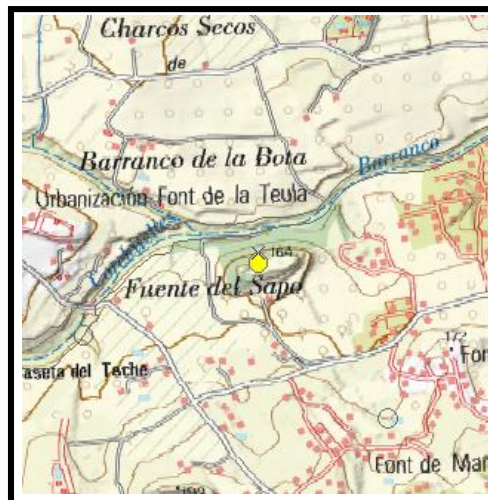 Charcos Secos
de
Barranco de la Bota
Barranco
Urbanización Font de la Teula
164
Fuente del Sapo
172
Fon
aseta del Tache
Font de Mar